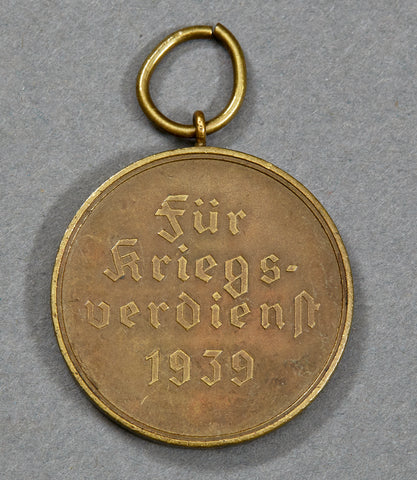 Für
Kriegs-
verdienst
1939